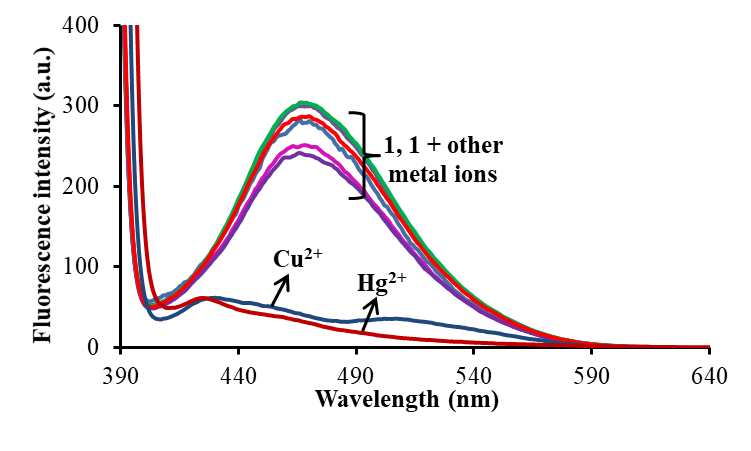 Fluorescence intensity (a.u.)
400
300
200
100
0
1, 1 + other
metal ions
Cu²⁺
Hg²⁺
390 440 490 540 590 640
Wavelength (nm)